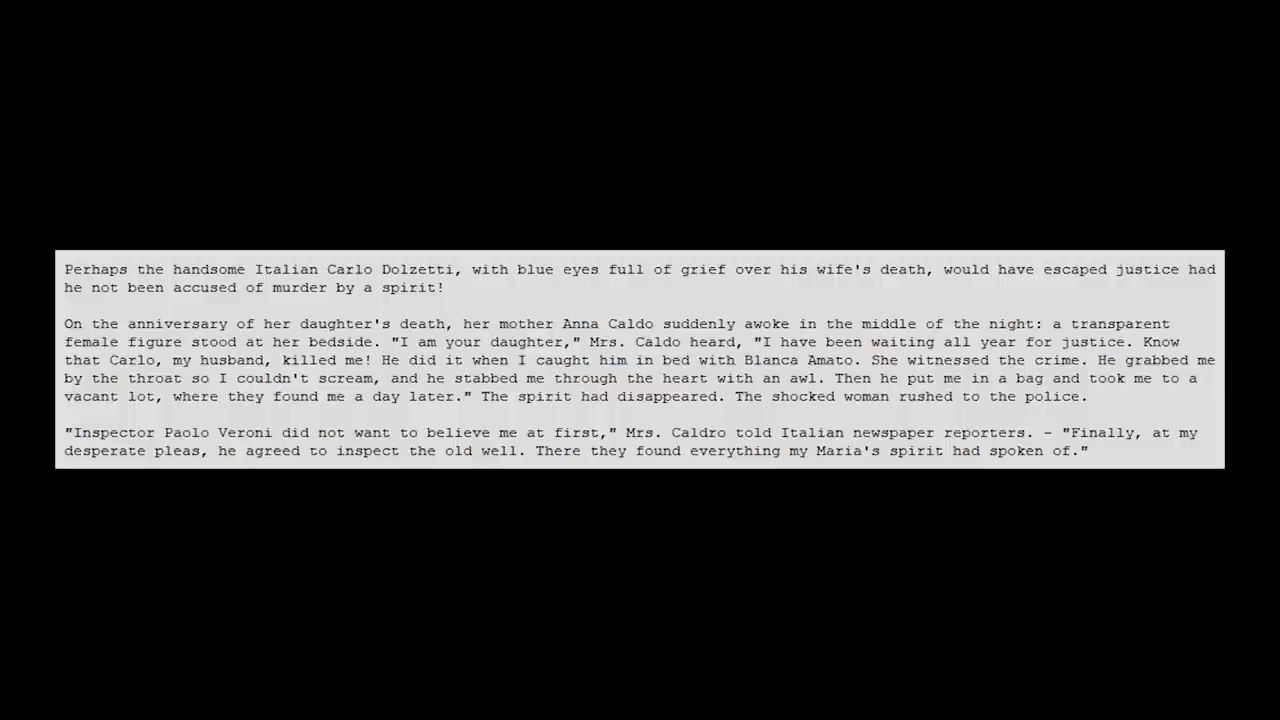 Perhaps the handsome Italian Carlo Dolzetti, with blue eyes full of grief over his wife's death, would have escaped justice had
he not been accused of murder by a spirit!
On the anniversary of her daughter's death, her mother Anna Caldo suddenly awoke in the middle of the night: a transparent
female figure stood at her bedside. "I am your daughter," Mrs. Caldo heard, "I have been waiting all year for justice. Know
that Carlo, my husband, killed me! He did it when I caught him in bed with Blanca Amato. She witnessed the crime. He grabbed me
by the throat so I couldn't scream, and he stabbed me through the heart with an awl. Then he put me in a bag and took me to a
vacant lot, where they found me a day later." The spirit had disappeared. The shocked woman rushed to the police.
"Inspector Paolo Veroni did not want to believe me at first," Mrs. Caldro told Italian newspaper reporters. - "Finally, at my
desperate pleas, he agreed to inspect the old well. There they found everything my Maria's spirit had spoken of."